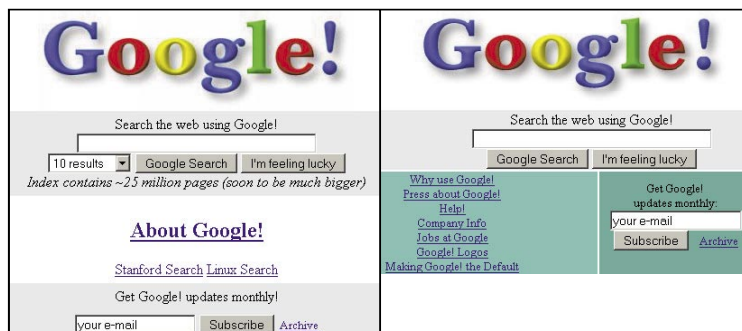 Google!
Search the web using Google!
10 results Google Search I'm feeling lucky
Index contains ~25 million pages (soon to be much bigger)
About Google!
Stanford Search Linux Search
Get Google! updates monthly!
your e-mail Subscribe Archive
Google!
Search the web using Google!
Google Search I'm feeling lucky
Why use Google!
Press about Google!
Help!
Company Info
Jobs at Google
Google! Logos
Making Google! the Default
Get Google!
updates monthly:
your e-mail
Subscribe Archive